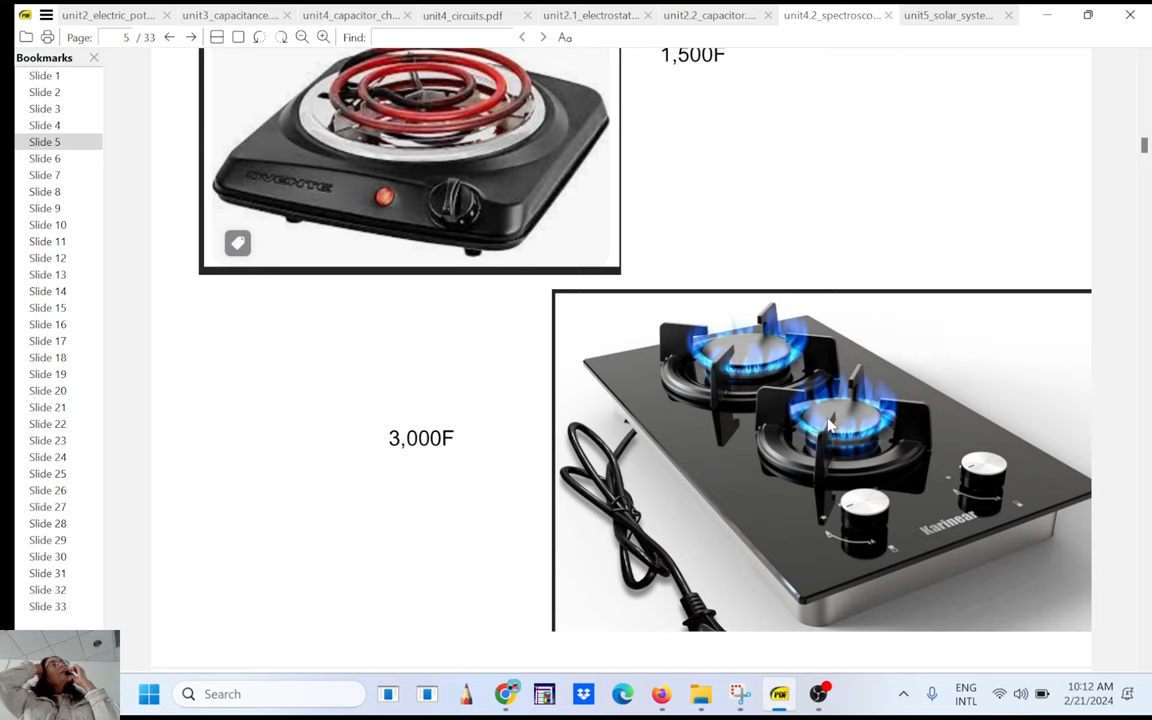 unit2_electric_pot...
unit3_capacitance....
unit4_capacitor_ch...
unit4_circuits.pdf
unit2.1_electrostat...
unit2.2_capacitor....
unit4.2_spectrosco...
unit5_solar_syste...
Page: 5 / 33
Find:
Aa
Bookmarks
Slide 1
Slide 2
Slide 3
Slide 4
Slide 5
Slide 6
Slide 7
Slide 8
Slide 9
Slide 10
Slide 11
Slide 12
Slide 13
Slide 14
Slide 15
Slide 16
Slide 17
Slide 18
Slide 19
Slide 20
Slide 21
Slide 22
Slide 23
Slide 24
Slide 25
Slide 26
Slide 27
Slide 28
Slide 29
Slide 30
Slide 31
Slide 32
Slide 33
1,500F
OVENTE
3,000F
Karinear
Search
PDF
ENG
INTL
10:12 AM
2/21/2024